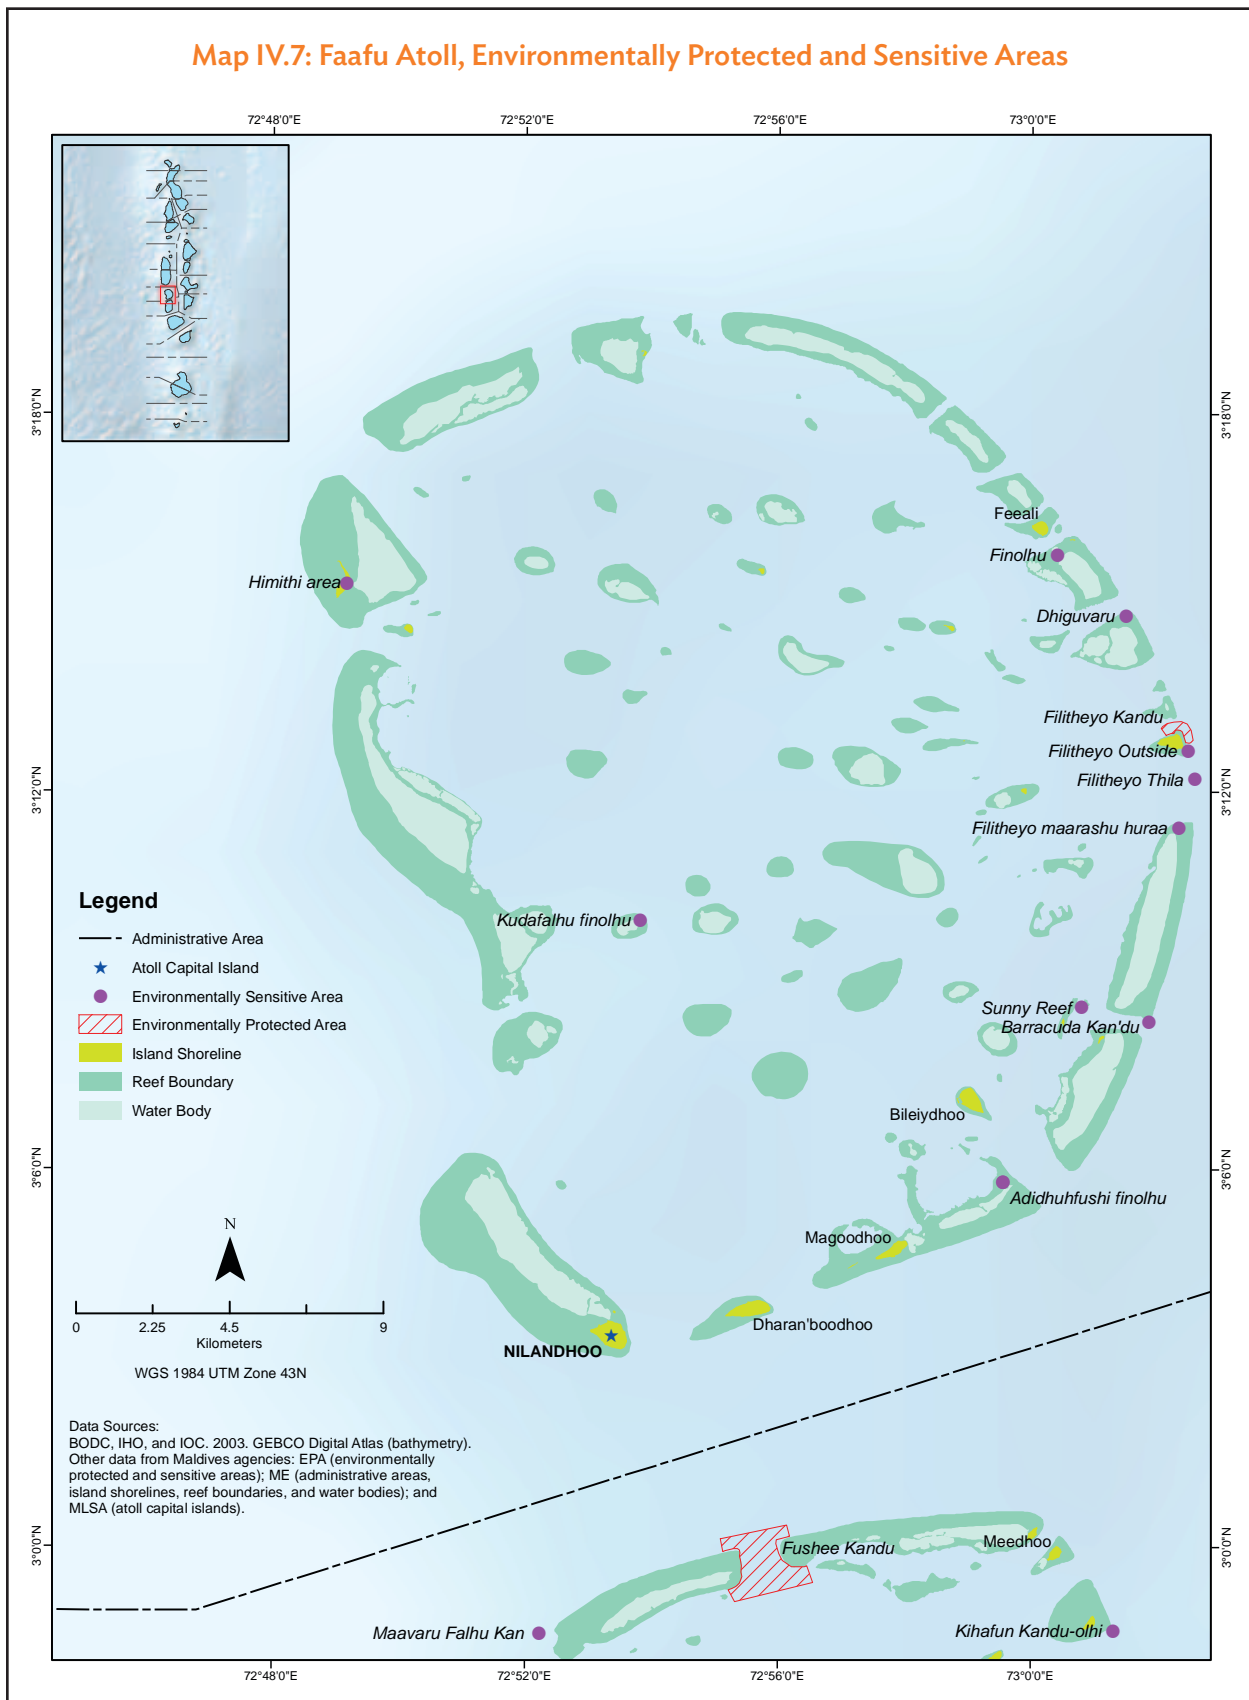 Map IV.7: Faafu Atoll, Environmentally Protected and Sensitive Areas
72°48'0"E
72°52'0"E
72°56'0"E
73°0'0"E
3°18'0"N
3°18'0"N
Feeali
Finolhu
Himithi area
Dhiguvaru
Filitheyo Kandu
Filitheyo Outside
Filitheyo Thila
3°12'0"N
3°12'0"N
Filitheyo maarashu huraa
Legend
Kudafalhu finolhu
Administrative Area
Atoll Capital Island
Environmentally Sensitive Area
Environmentally Protected Area
Island Shoreline
Reef Boundary
Water Body
Sunny Reef
Barracuda Kan'du
Bileiydhoo
3°6'0"N
3°6'0"N
Adidhuhfushi finolhu
Magoodhoo
N
Dharan'boodhoo
0
2.25
4.5
9
Kilometers
NILANDHOO
WGS 1984 UTM Zone 43N
Data Sources:
BODC, IHO, and IOC. 2003. GEBCO Digital Atlas (bathymetry).
Other data from Maldives agencies: EPA (environmentally
protected and sensitive areas); ME (administrative areas,
island shorelines, reef boundaries, and water bodies); and
MLSA (atoll capital islands).
3°0'0"N
3°0'0"N
Fushee Kandu
Meedhoo
Maavaru Falhu Kan
Kihafun Kandu-olhi
72°48'0"E
72°52'0"E
72°56'0"E
73°0'0"E